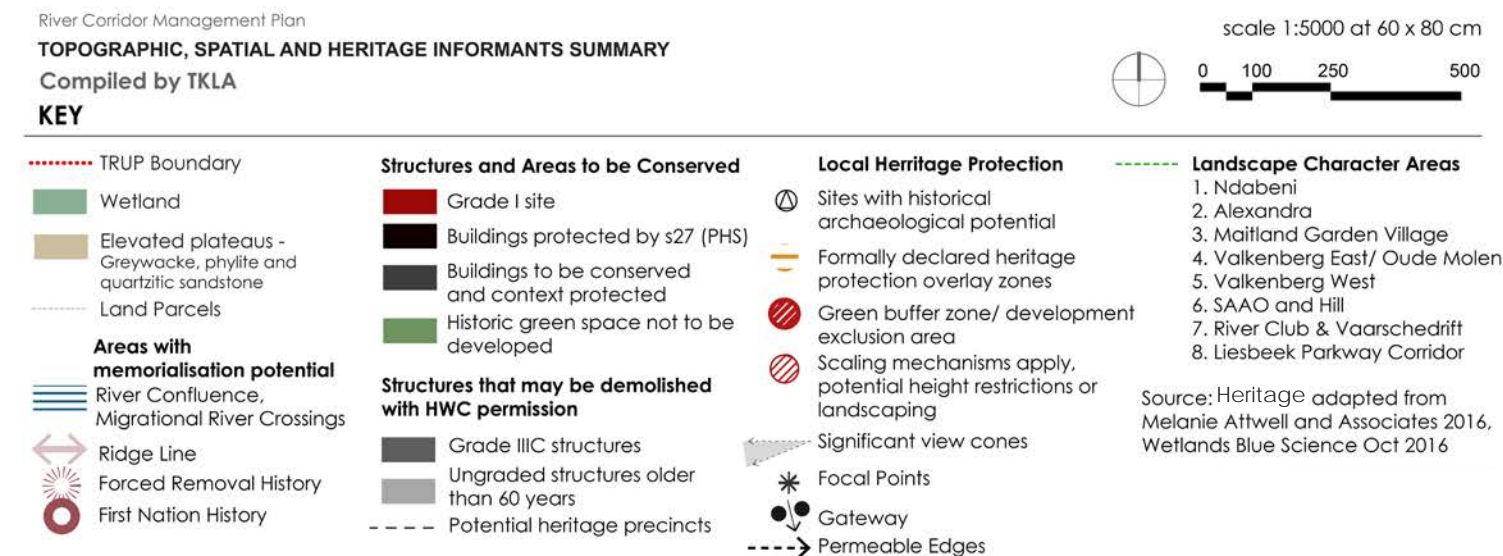 River Corridor Management Plan
TOPOGRAPHIC, SPATIAL AND HERITAGE INFORMANTS SUMMARY
Compiled by TKLA
KEY
scale 1:5000 at 60 x 80 cm
0 100 250 500
TRUP Boundary
Wetland
Elevated plateaus -
Greywacke, phylite and
quartzitic sandstone
Land Parcels
Areas with
memorialisation potential
River Confluence,
Migrational River Crossings
Ridge Line
Forced Removal History
First Nation History
Structures and Areas to be Conserved
Grade I site
Buildings protected by s27 (PHS)
Buildings to be conserved
and context protected
Historic green space not to be
developed
Structures that may be demolished
with HWC permission
Grade IIIC structures
Ungraded structures older
than 60 years
Potential heritage precincts
Local Herritage Protection
Sites with historical
archaeological potential
Formally declared heritage
protection overlay zones
Green buffer zone/ development
exclusion area
Scaling mechanisms apply,
potential height restrictions or
landscaping
Significant view cones
Focal Points
Gateway
Permeable Edges
Landscape Character Areas
1. Ndabeni
2. Alexandra
3. Maitland Garden Village
4. Valkenberg East/ Oude Molen
5. Valkenberg West
6. SAAO and Hill
7. River Club & Vaarschedrift
8. Liesbeek Parkway Corridor
Source: Heritage adapted from
Melanie Attwell and Associates 2016,
Wetlands Blue Science Oct 2016